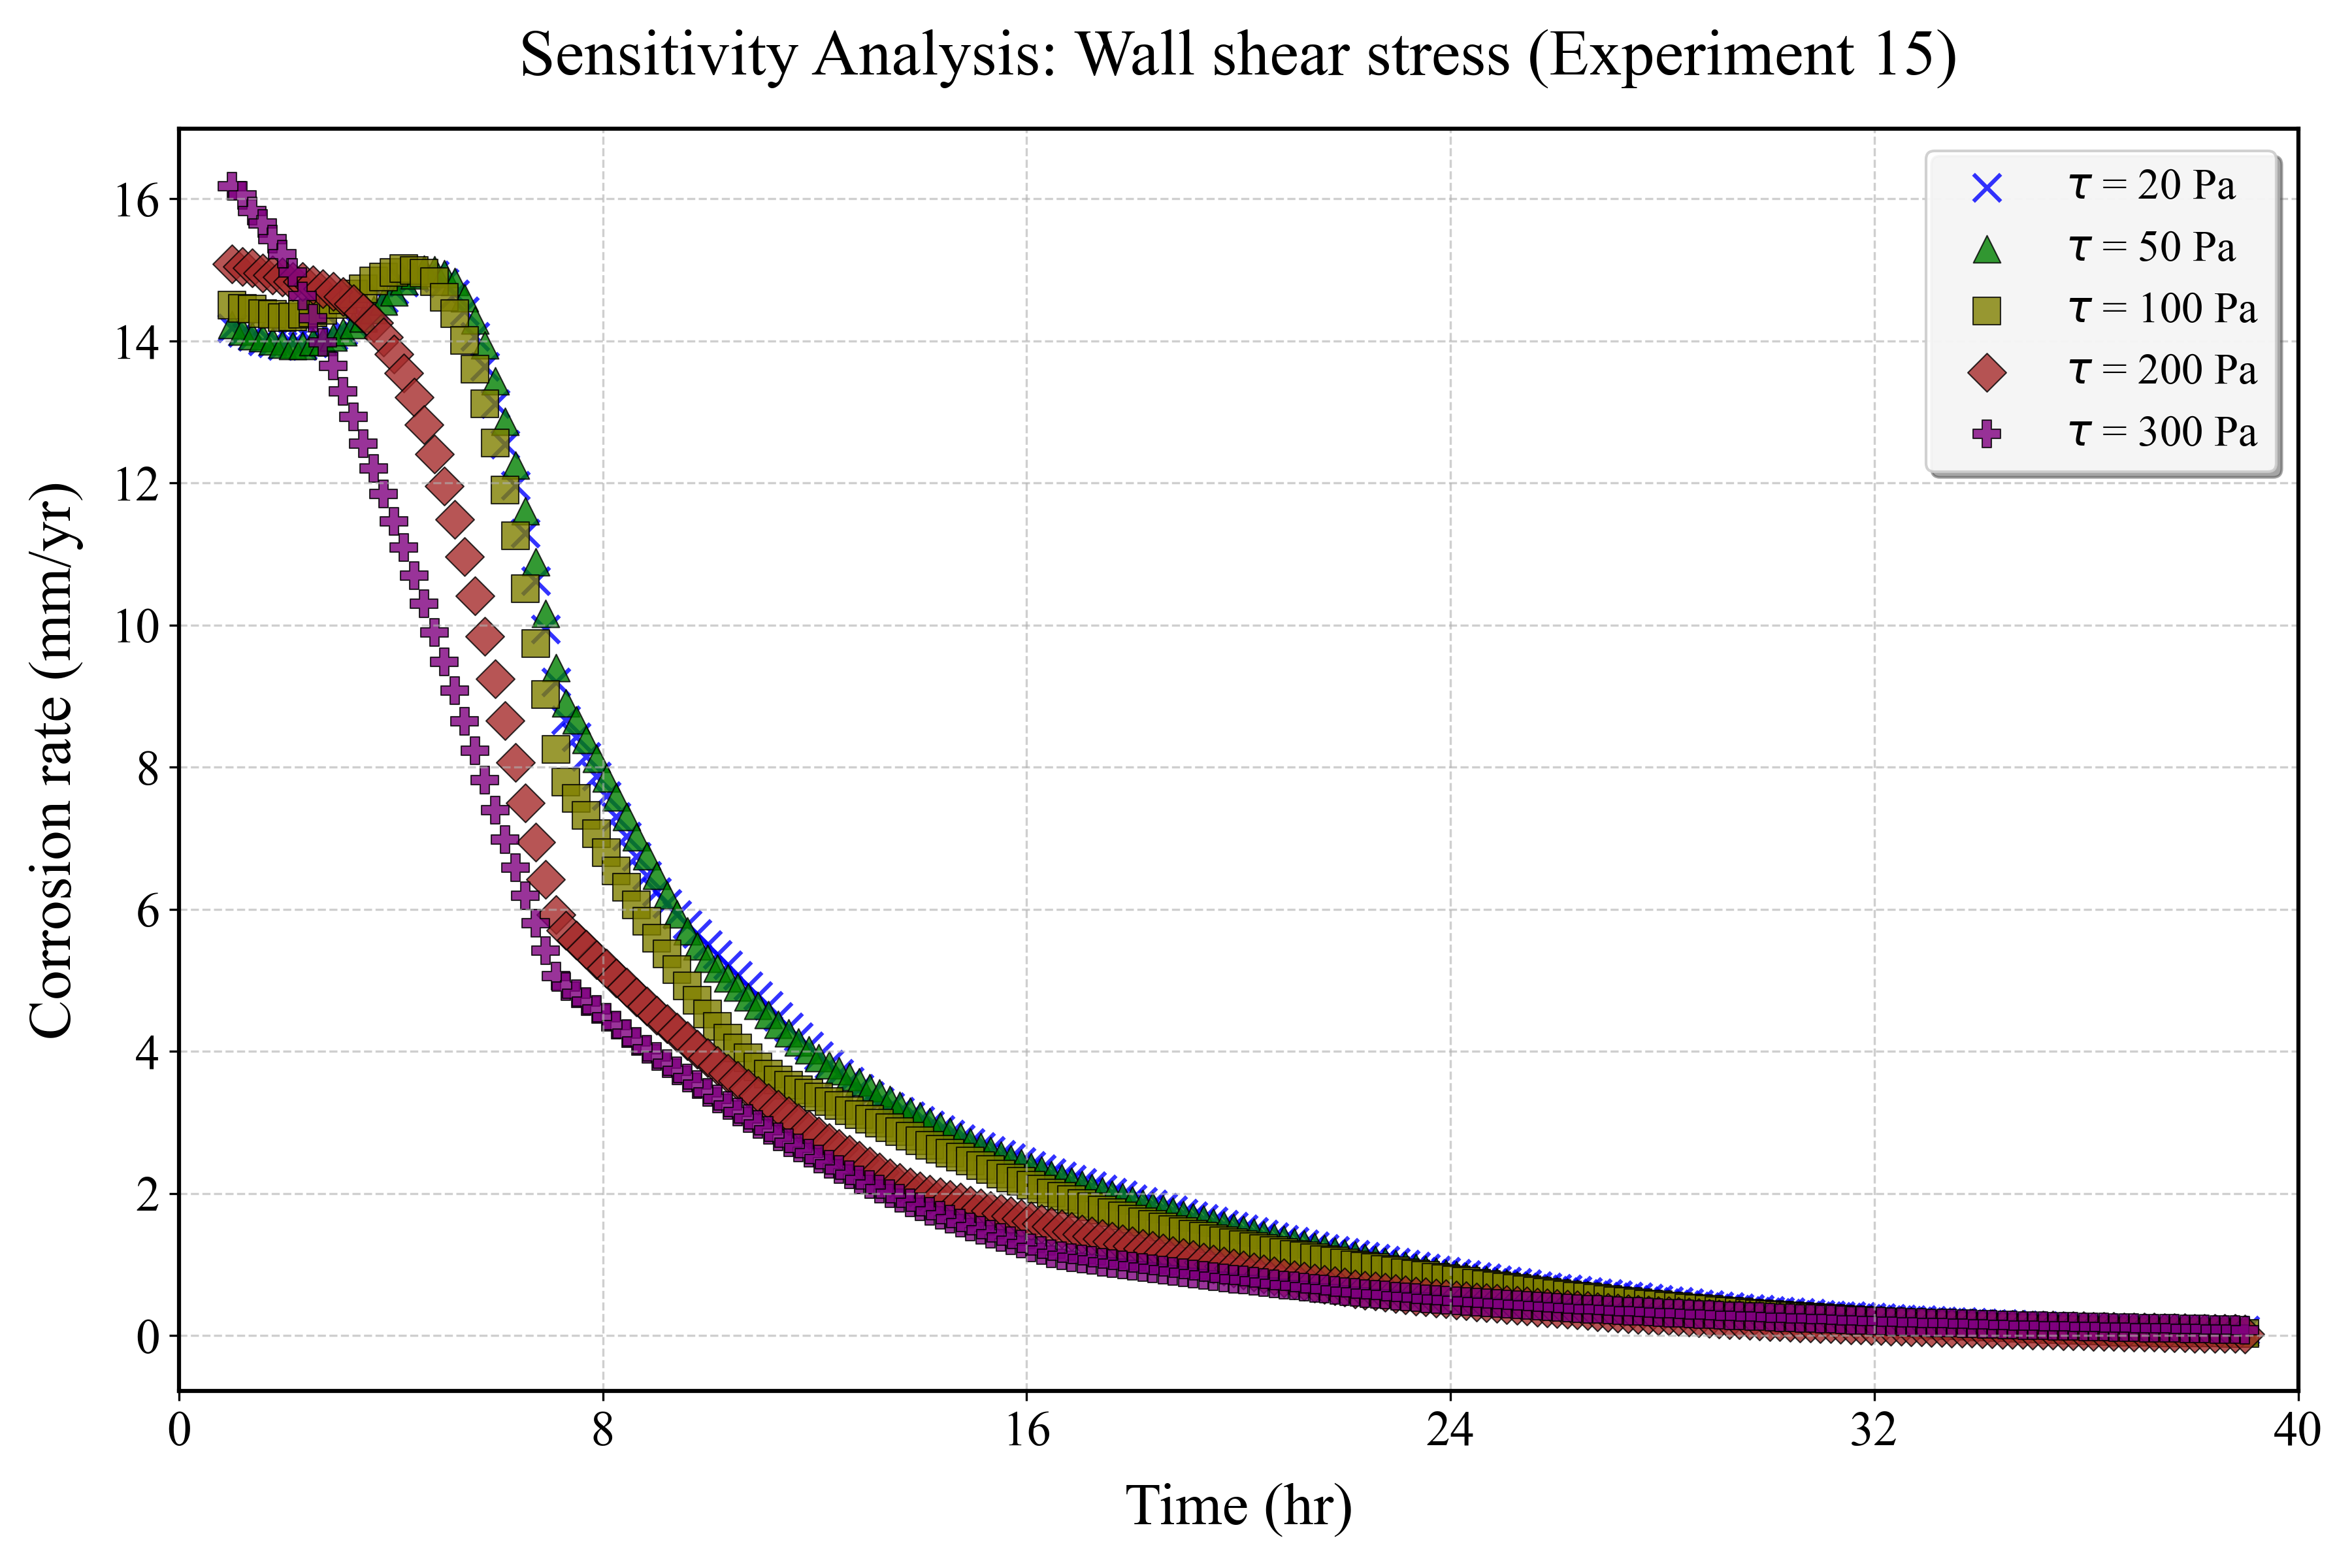 Sensitivity Analysis: Wall shear stress (Experiment 15)
τ = 20 Pa
τ = 50 Pa
τ = 100 Pa
τ = 200 Pa
τ = 300 Pa
Corrosion rate (mm/yr)
16
14
12
10
8
6
4
2
0
0 8 16 24 32 40
Time (hr)